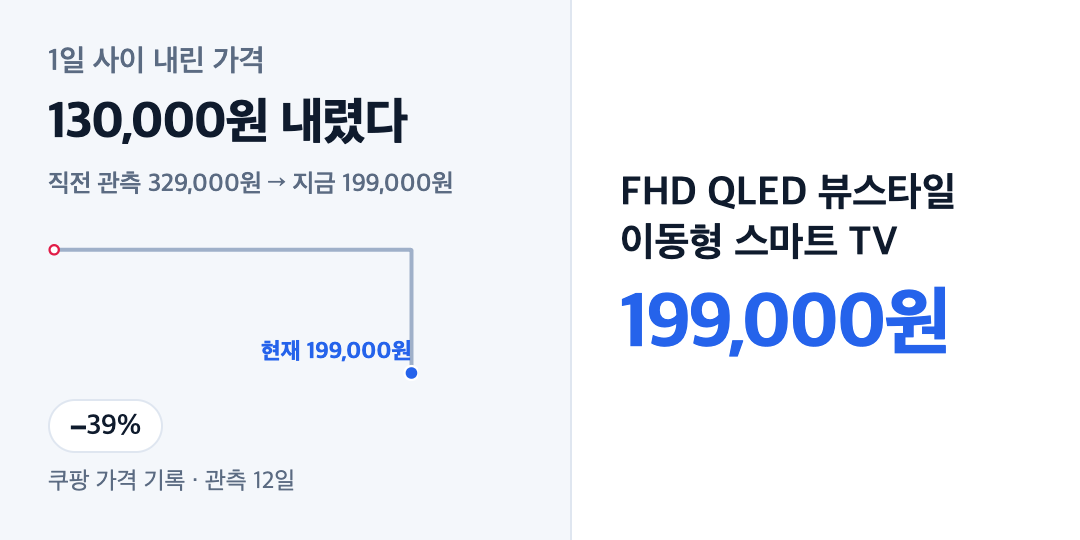 1일 사이 내린 가격
130,000원 내렸다
직전 관측 329,000원 → 지금 199,000원
현재 199,000원
–39%
쿠팡 가격 기록 · 관측 12일
FHD QLED 뷰스타일
이동형 스마트 TV
199,000원